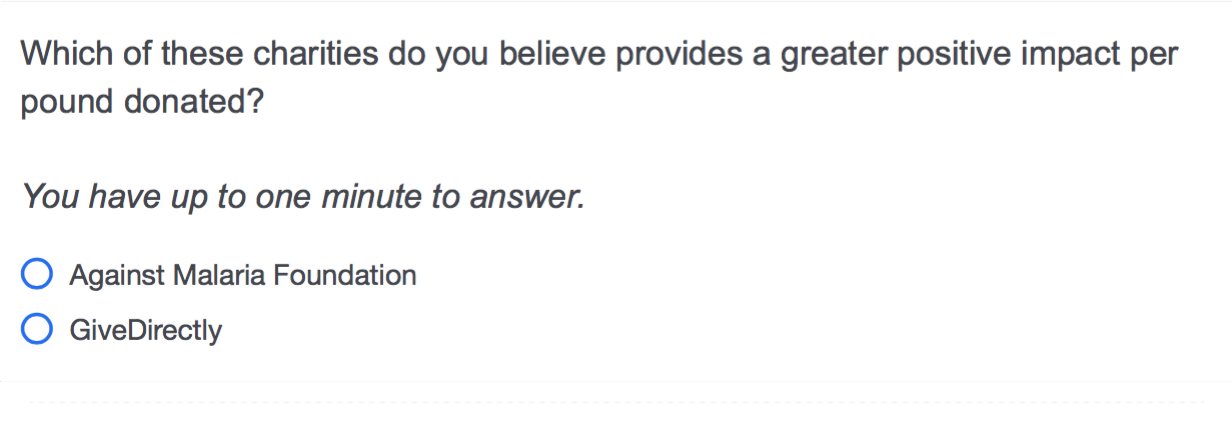 Which of these charities do you believe provides a greater positive impact per
pound donated?
You have up to one minute to answer.
Against Malaria Foundation
GiveDirectly